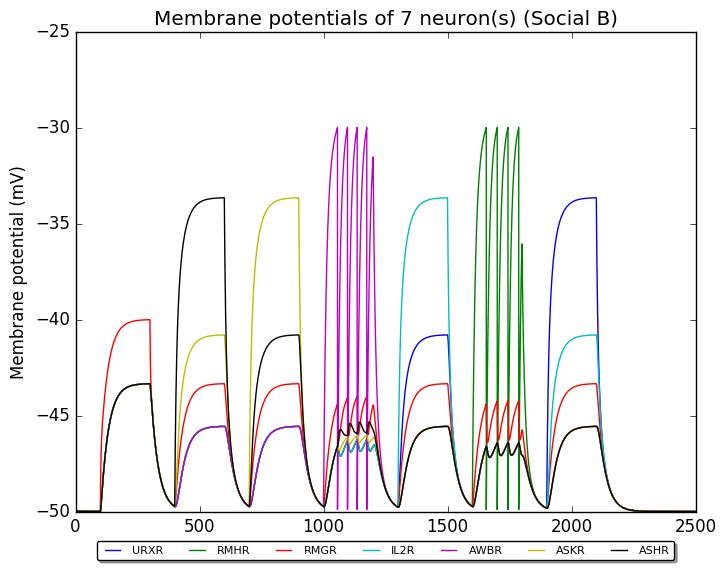 Membrane potentials of 7 neuron(s) (Social B)
−25
−30
−35
−40
−45
−50
Membrane potential (mV)
0 500 1000 1500 2000 2500
URXR RMHR RMGR IL2R AWBR ASKR ASHR